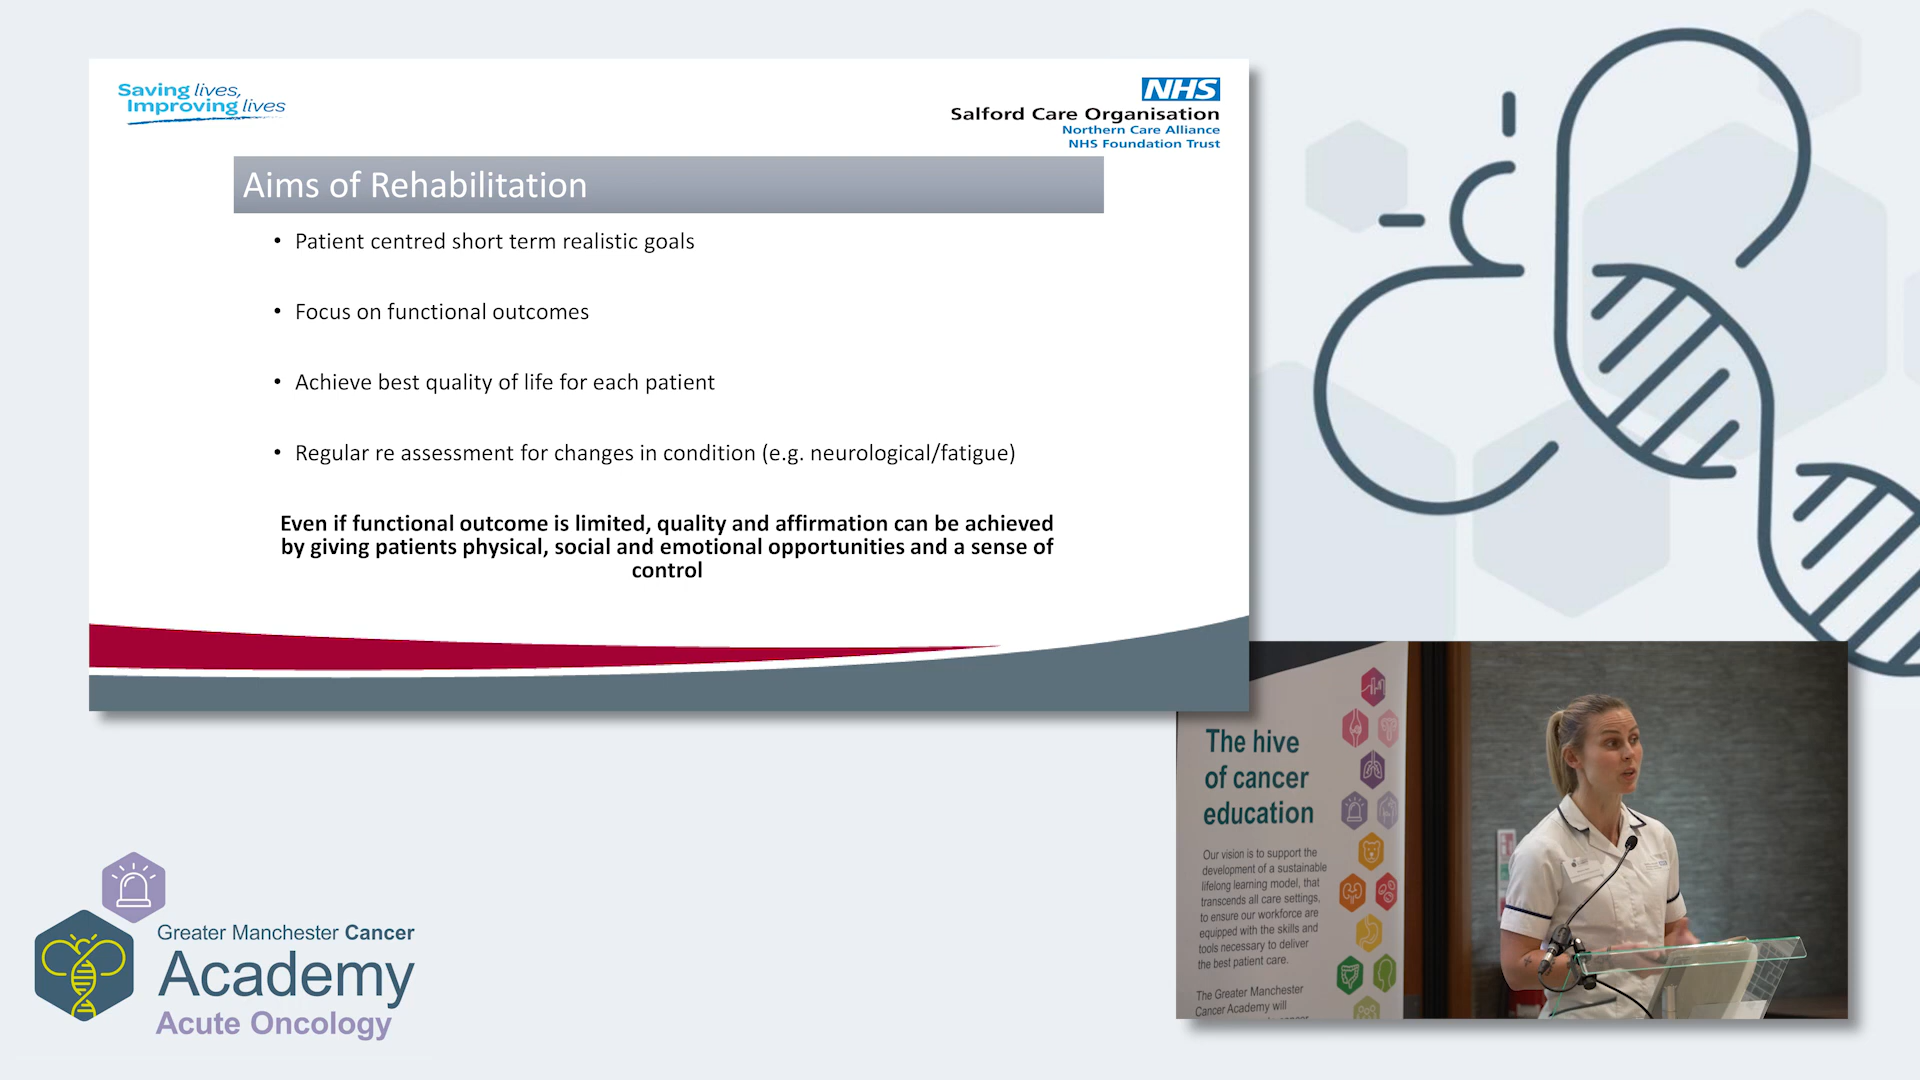 Saving lives,
Improving lives
NHS
Salford Care Organisation
Northern Care Alliance
NHS Foundation Trust
Aims of Rehabilitation
• Patient centred short term realistic goals
• Focus on functional outcomes
• Achieve best quality of life for each patient
• Regular re assessment for changes in condition (e.g. neurological/fatigue)
Even if functional outcome is limited, quality and affirmation can be achieved
by giving patients physical, social and emotional opportunities and a sense of
control
The hive
of cancer
education
Our vision is to support the
development of a sustainable
lifelong learning model, that
transcends all care settings,
to ensure our workforce are
equipped with the skills and
tools necessary to deliver
the best patient care.
The Greater Manchester
Cancer Academy will
Greater Manchester Cancer
Academy
Acute Oncology